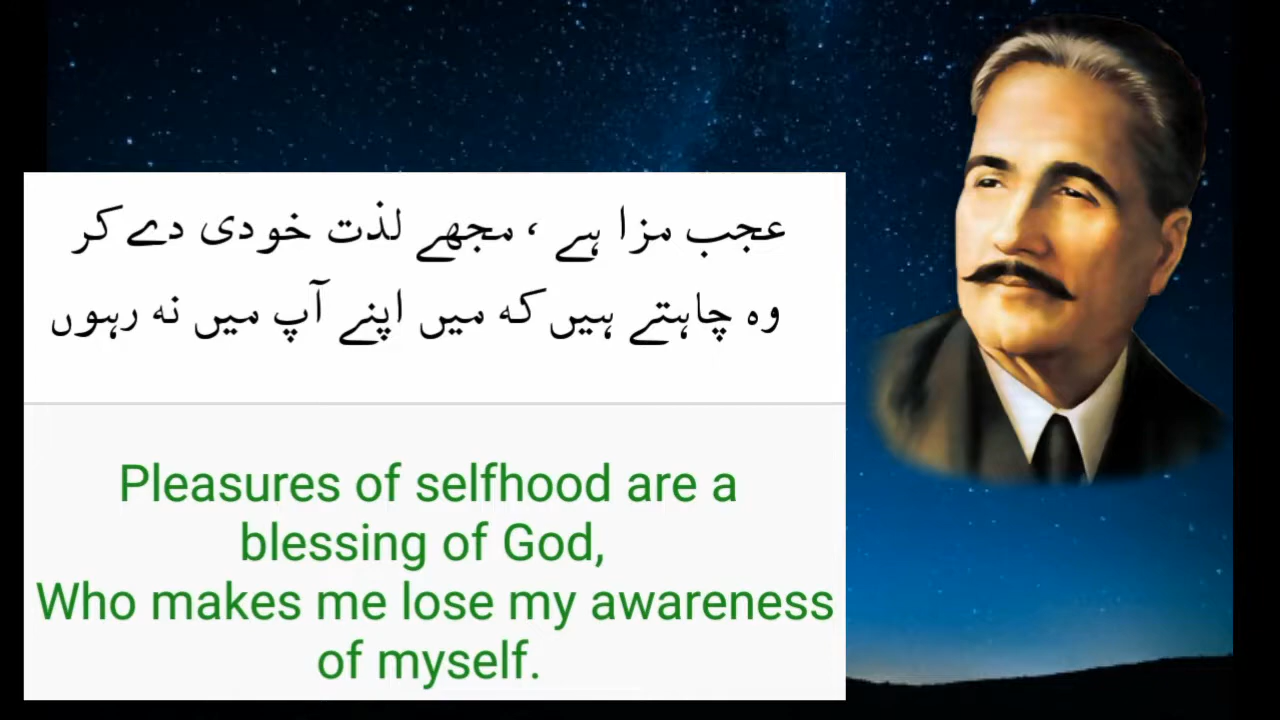 عجب مزا ہے ، مجھے لذت خودی دے کر
وہ چاہتے ہیں کہ میں اپنے آپ میں نہ رہوں
Pleasures of selfhood are a
blessing of God,
Who makes me lose my awareness
of myself.